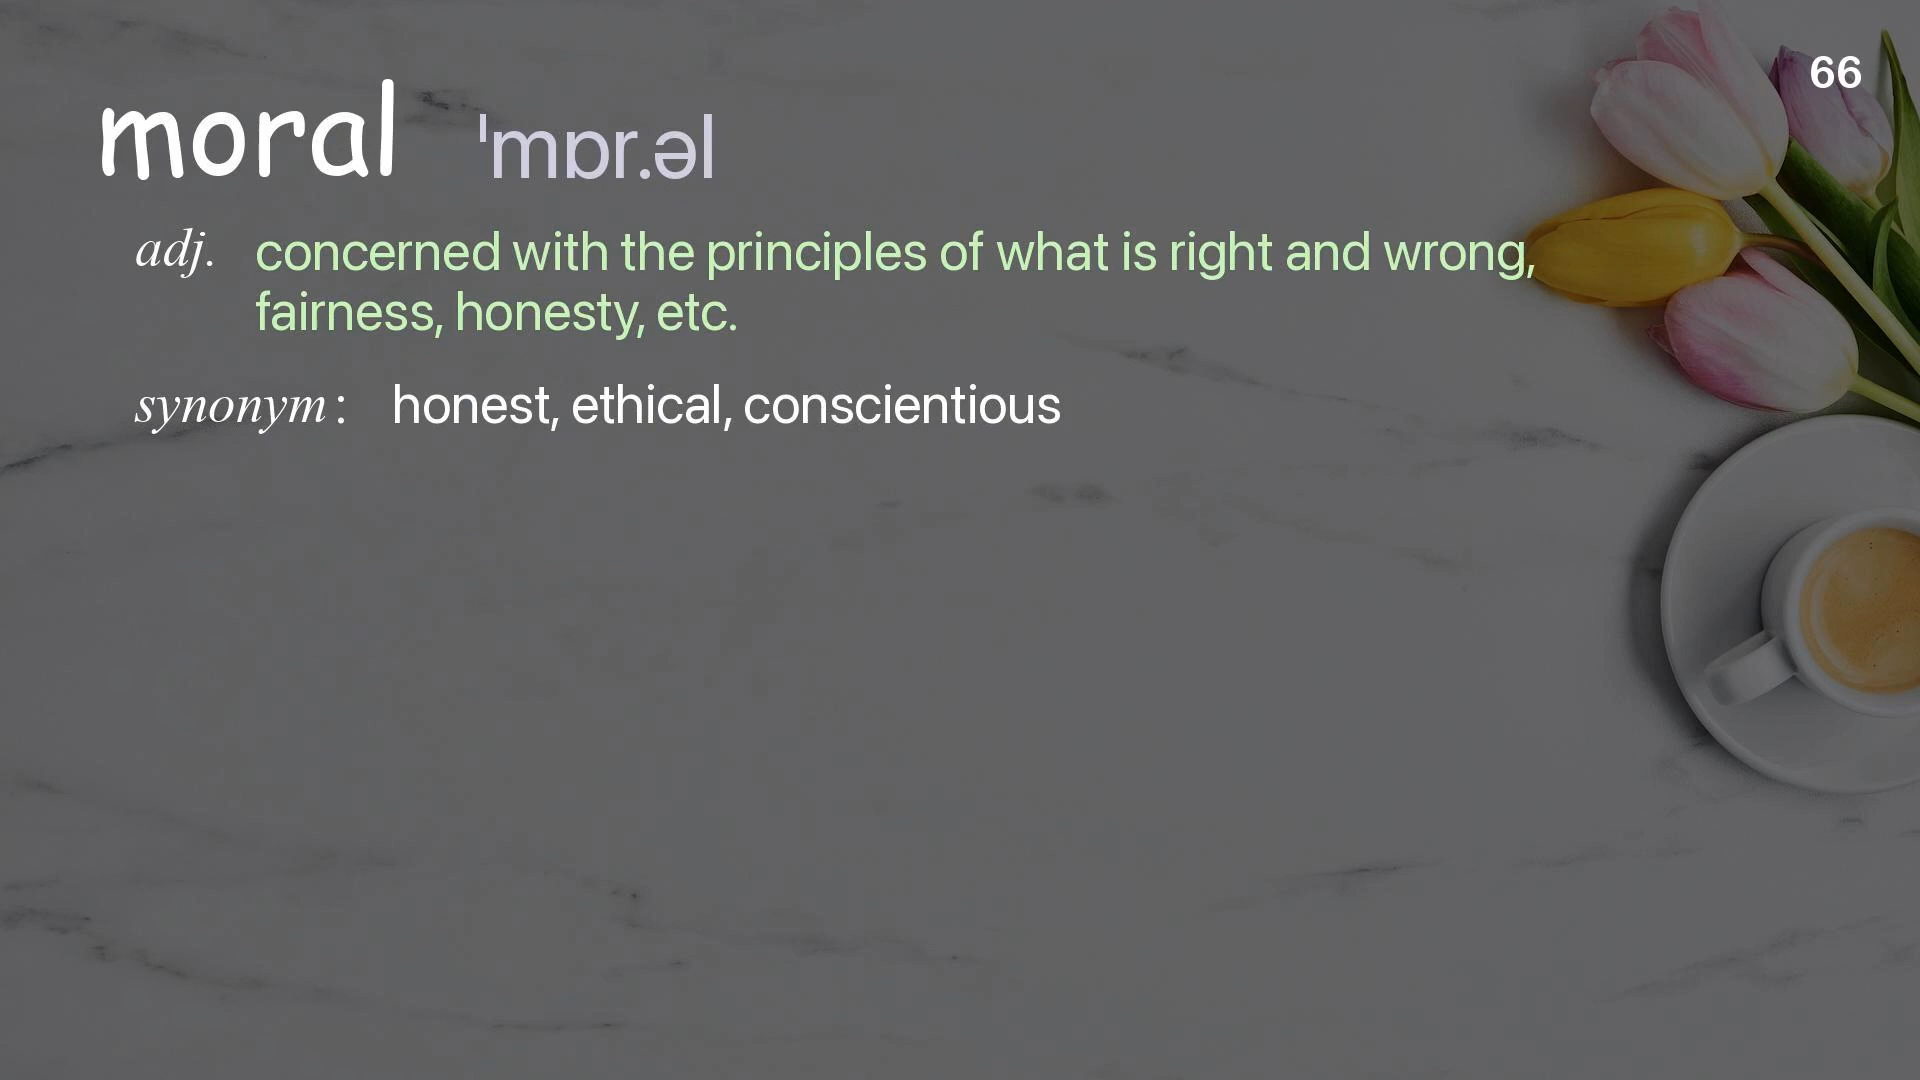 66
moral ˈmɒr.əl
adj. concerned with the principles of what is right and wrong,
fairness, honesty, etc.
synonym : honest, ethical, conscientious